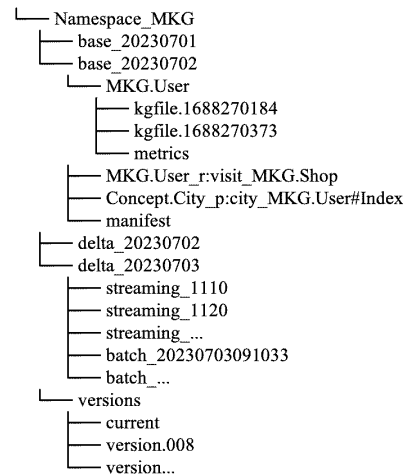 Namespace_MKG
base_20230701
base_20230702
MKG.User
kgfile.1688270184
kgfile.1688270373
metrics
MKG.User_r:visit_MKG.Shop
Concept.City_p:city_MKG.User#Index
manifest
delta_20230702
delta_20230703
streaming_1110
streaming_1120
streaming_...
batch_20230703091033
batch_...
versions
current
version.008
version...